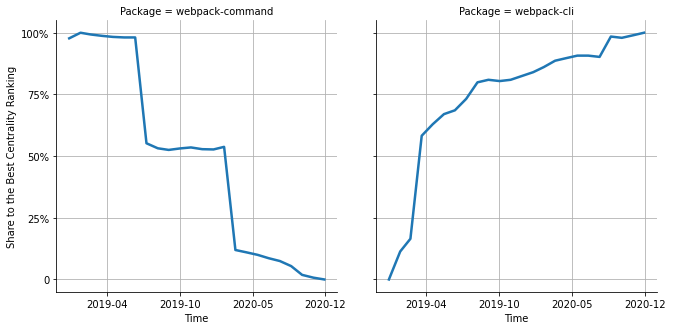 Package = webpack-command
Package = webpack-cli
Share to the Best Centrality Ranking
100%
75%
50%
25%
0
2019-04
2019-10
2020-05
2020-12
2019-04
2019-10
2020-05
2020-12
Time
Time